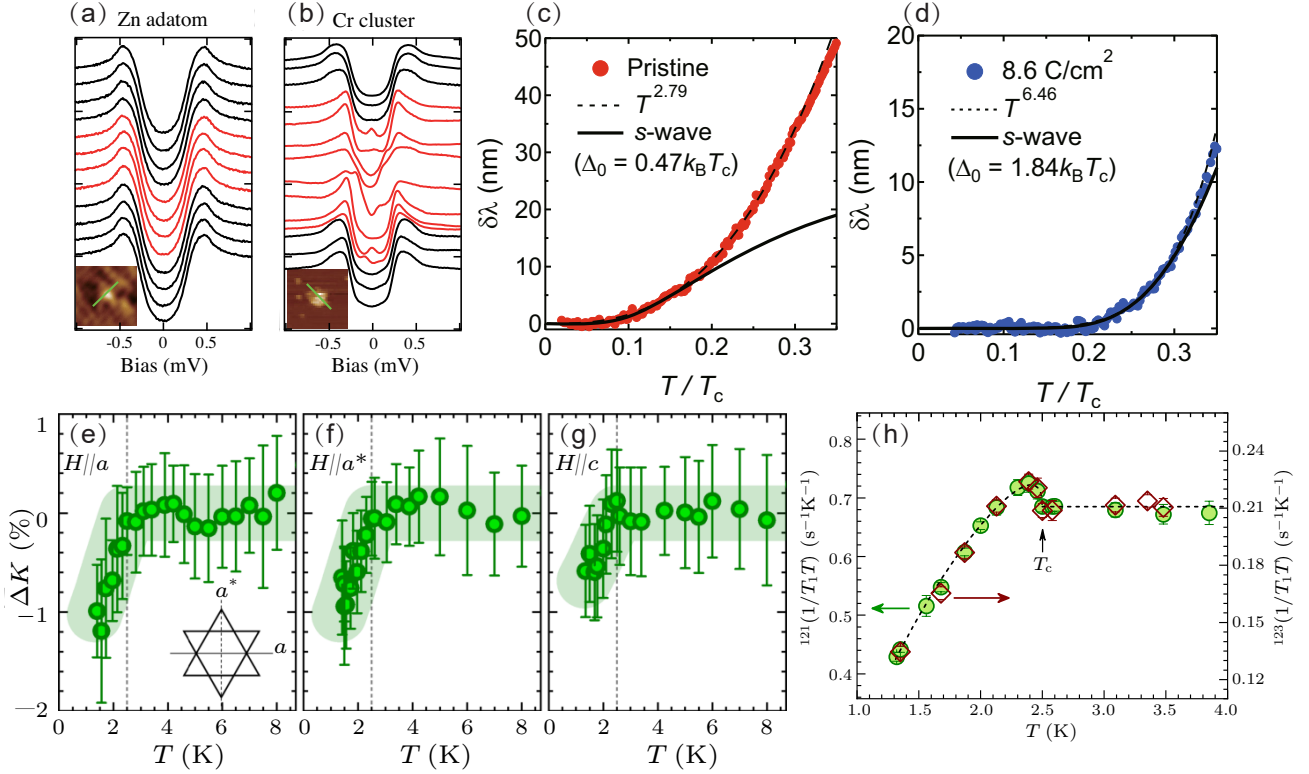 (a)
Zn adatom
-0.5
0
0.5
Bias (mV)
(b)
Cr cluster
-0.5
0
0.5
Bias (mV)
(c)
50
40
30
20
10
0
δλ (nm)
Pristine
T^2.79
s-wave
(Δ0 = 0.47kBTc)
0
0.1
0.2
0.3
T / Tc
(d)
20
15
10
5
0
δλ (nm)
8.6 C/cm²
T^6.46
s-wave
(Δ0 = 1.84kBTc)
0
0.1
0.2
0.3
T / Tc
(e)
H//a
1
0
−1
−2
ΔK (%)
a*
a
0
2
4
6
8
T (K)
(f)
H//a*
0
2
4
6
8
T (K)
(g)
H//c
0
2
4
6
8
T (K)
(h)
0.8
0.7
0.6
0.5
0.4
¹²¹(1/T₁T) (s⁻¹K⁻¹)
Tc
0.24
0.21
0.18
0.15
0.12
¹²³(1/T₁T) (s⁻¹K⁻¹)
1.0
1.5
2.0
2.5
3.0
3.5
4.0
T (K)